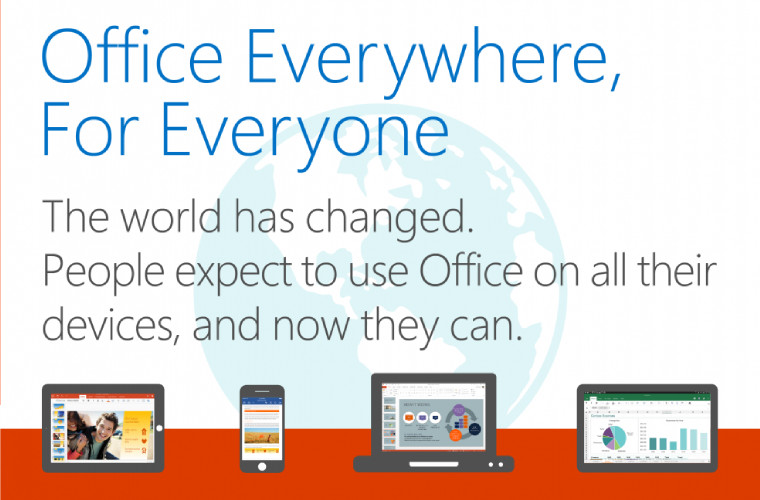 Office Everywhere,
For Everyone
The world has changed.
People expect to use Office on all their
devices, and now they can.